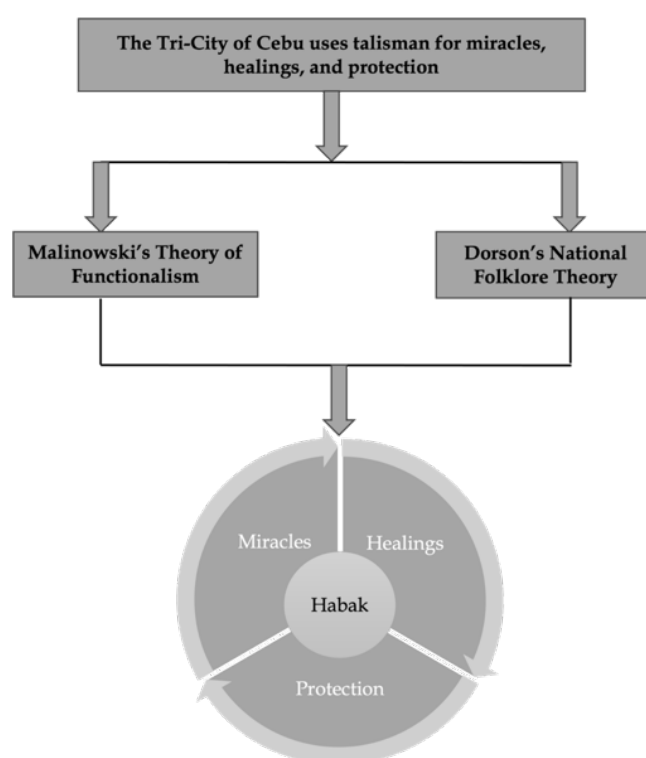 The Tri-City of Cebu uses talisman for miracles,
healings, and protection
Malinowski’s Theory of
Functionalism
Dorson’s National
Folklore Theory
Miracles
Healings
Habak
Protection